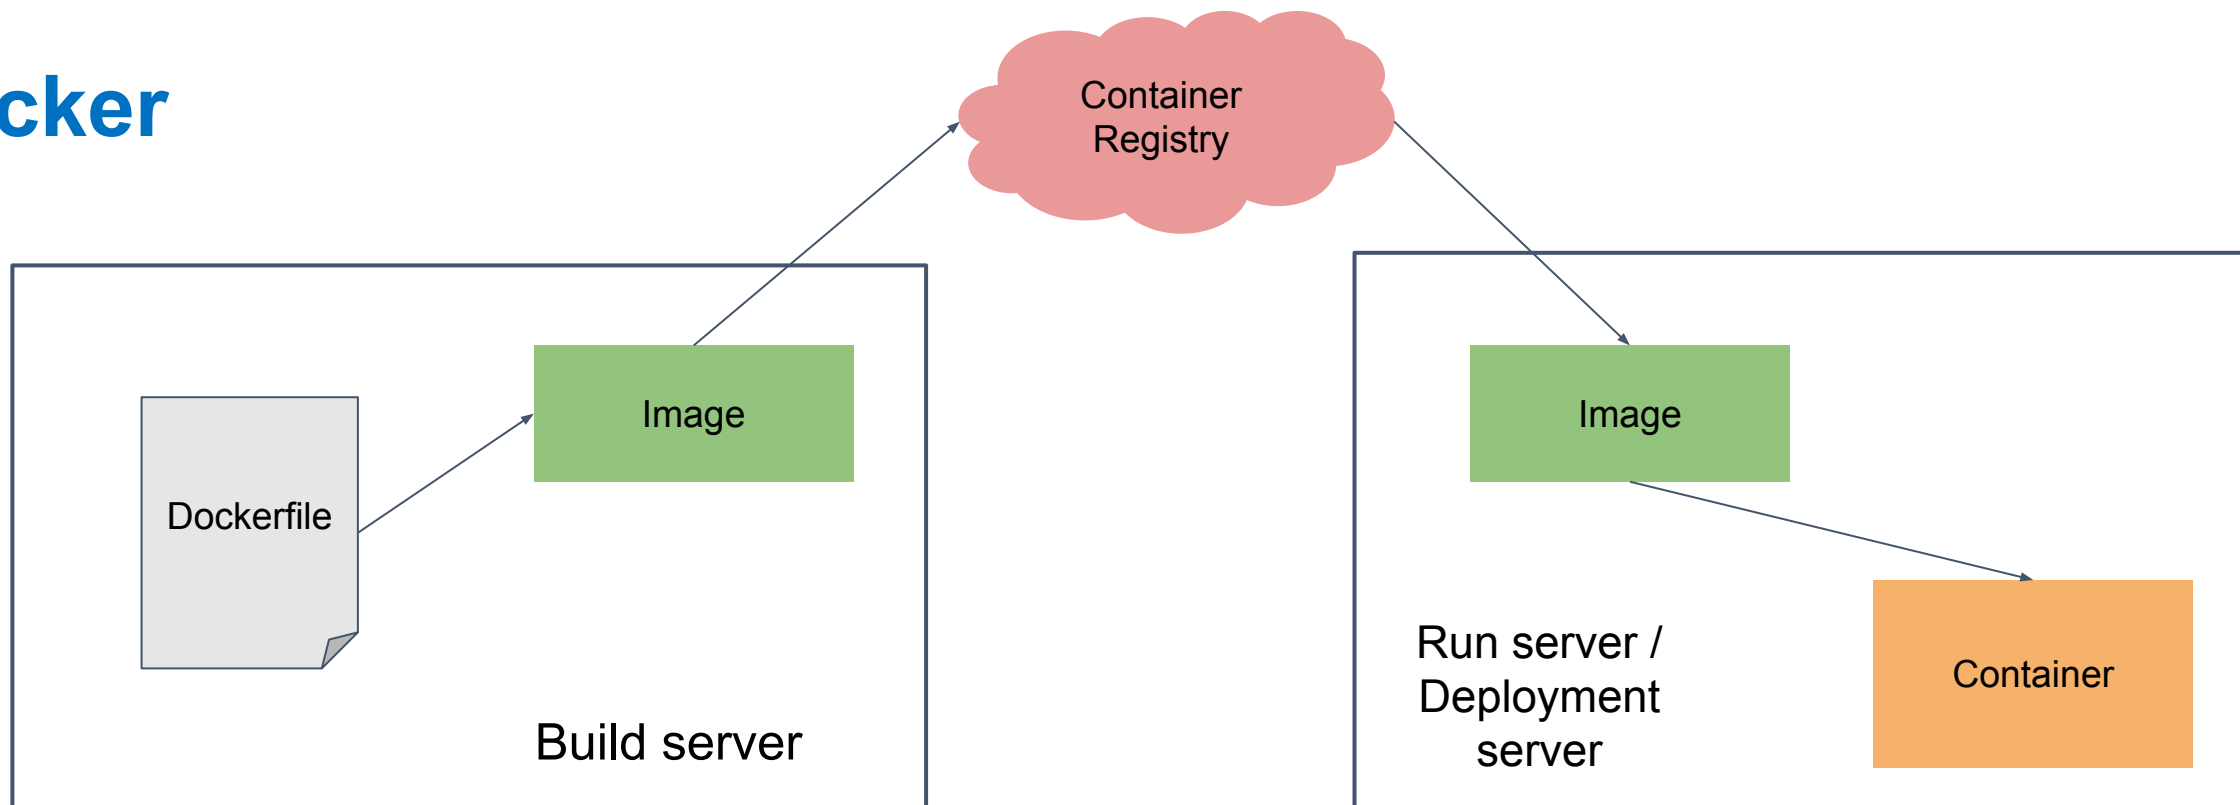 cker
Container
Registry
Image
Dockerfile
Build server
Image
Run server /
Deployment
server
Container